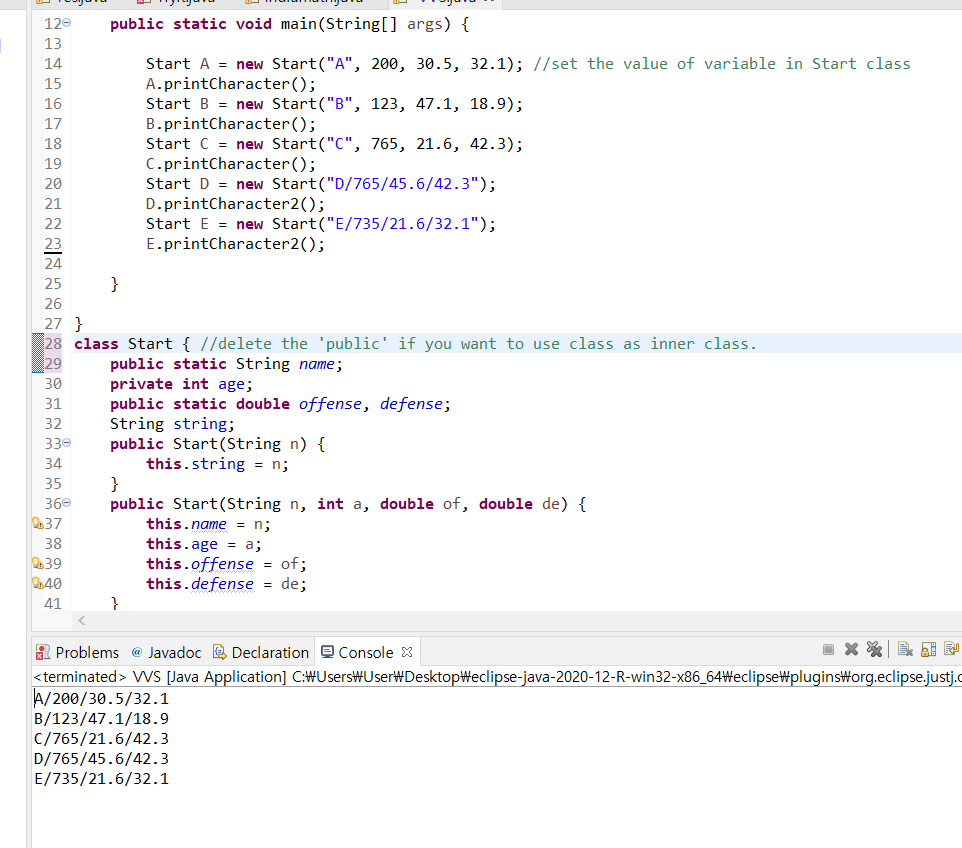 12 public static void main(String[] args) {
13
14 Start A = new Start("A", 200, 30.5, 32.1); //set the value of variable in Start class
15 A.printCharacter();
16 Start B = new Start("B", 123, 47.1, 18.9);
17 B.printCharacter();
18 Start C = new Start("C", 765, 21.6, 42.3);
19 C.printCharacter();
20 Start D = new Start("D/765/45.6/42.3");
21 D.printCharacter2();
22 Start E = new Start("E/735/21.6/32.1");
23 E.printCharacter2();
24
25 }
26
27 }
28 class Start { //delete the 'public' if you want to use class as inner class.
29 public static String name;
30 private int age;
31 public static double offense, defense;
32 String string;
33 public Start(String n) {
34 this.string = n;
35 }
36 public Start(String n, int a, double of, double de) {
37 this.name = n;
38 this.age = a;
39 this.offense = of;
40 this.defense = de;
41 }
Problems @ Javadoc Declaration Console
<terminated> VVS [Java Application] C:₩Users₩User₩Desktop₩eclipse-java-2020-12-R-win32-x86_64₩eclipse₩plugins₩org.eclipse.justj.
A/200/30.5/32.1
B/123/47.1/18.9
C/765/21.6/42.3
D/765/45.6/42.3
E/735/21.6/32.1